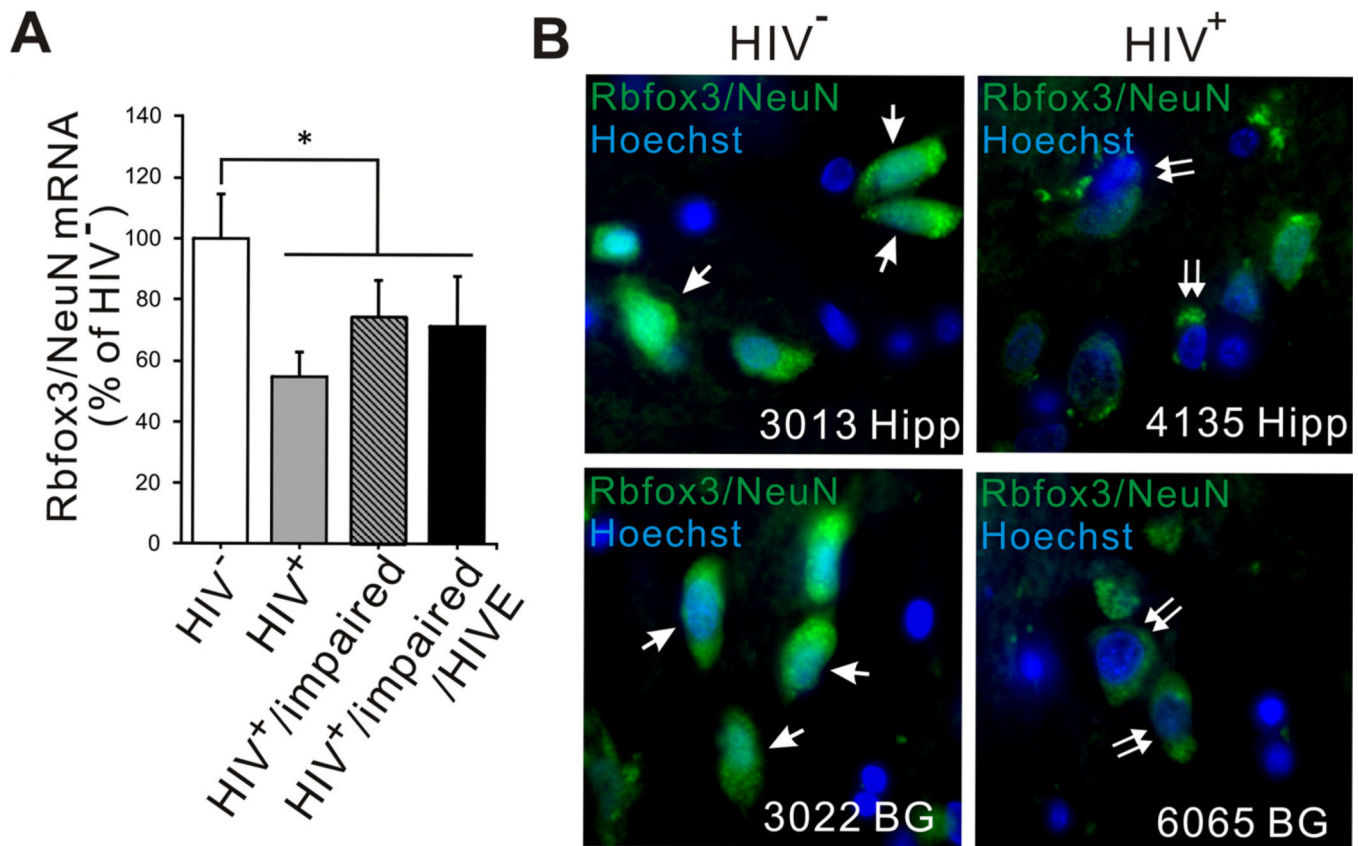 A
Rbfox3/NeuN mRNA
(% of HIV-)
140
120
100
80
60
40
20
0
*
HIV-
HIV+
HIV+/impaired
HIV+/impaired
/HIVE
B
HIV-
HIV+
Rbfox3/NeuN
Hoechst
3013 Hipp
Rbfox3/NeuN
Hoechst
4135 Hipp
Rbfox3/NeuN
Hoechst
3022 BG
Rbfox3/NeuN
Hoechst
6065 BG